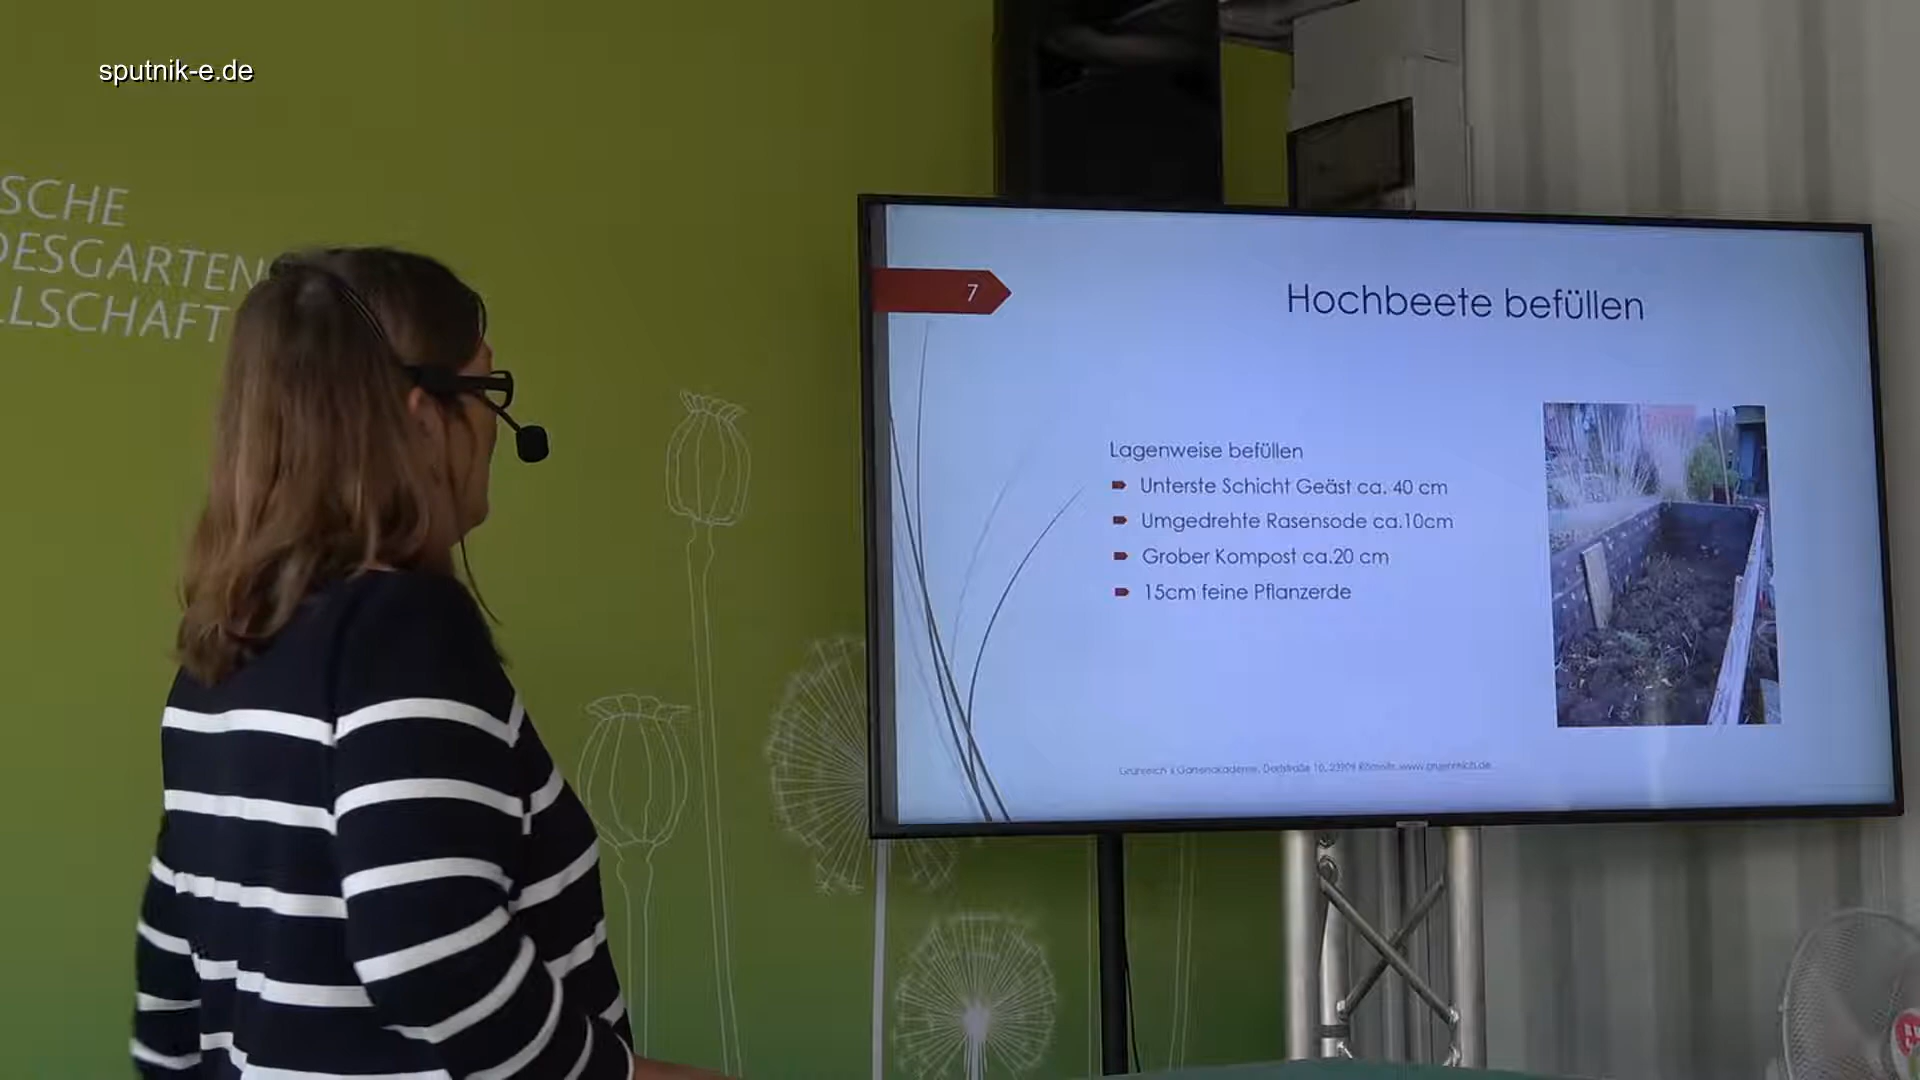 sputnik-e.de
SCHE
DESGARTEN
LLSCHAFT
7
Hochbeete befüllen
Lagenweise befüllen
Unterste Schicht Geäst ca. 40 cm
Umgedrehte Rasensode ca.10cm
Grober Kompost ca.20 cm
15cm feine Pflanzerde